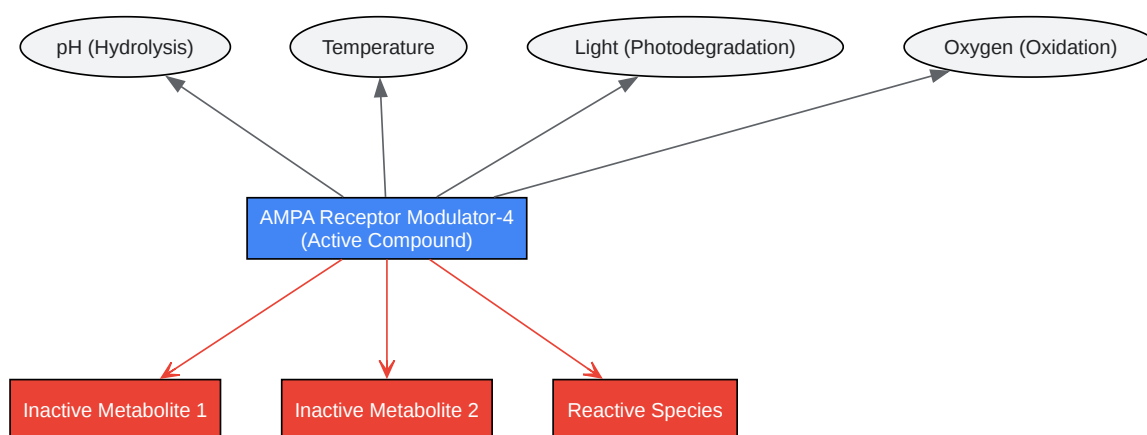 pH (Hydrolysis)
Temperature
Light (Photodegradation)
Oxygen (Oxidation)
AMPA Receptor Modulator-4
(Active Compound)
Inactive Metabolite 1
Inactive Metabolite 2
Reactive Species